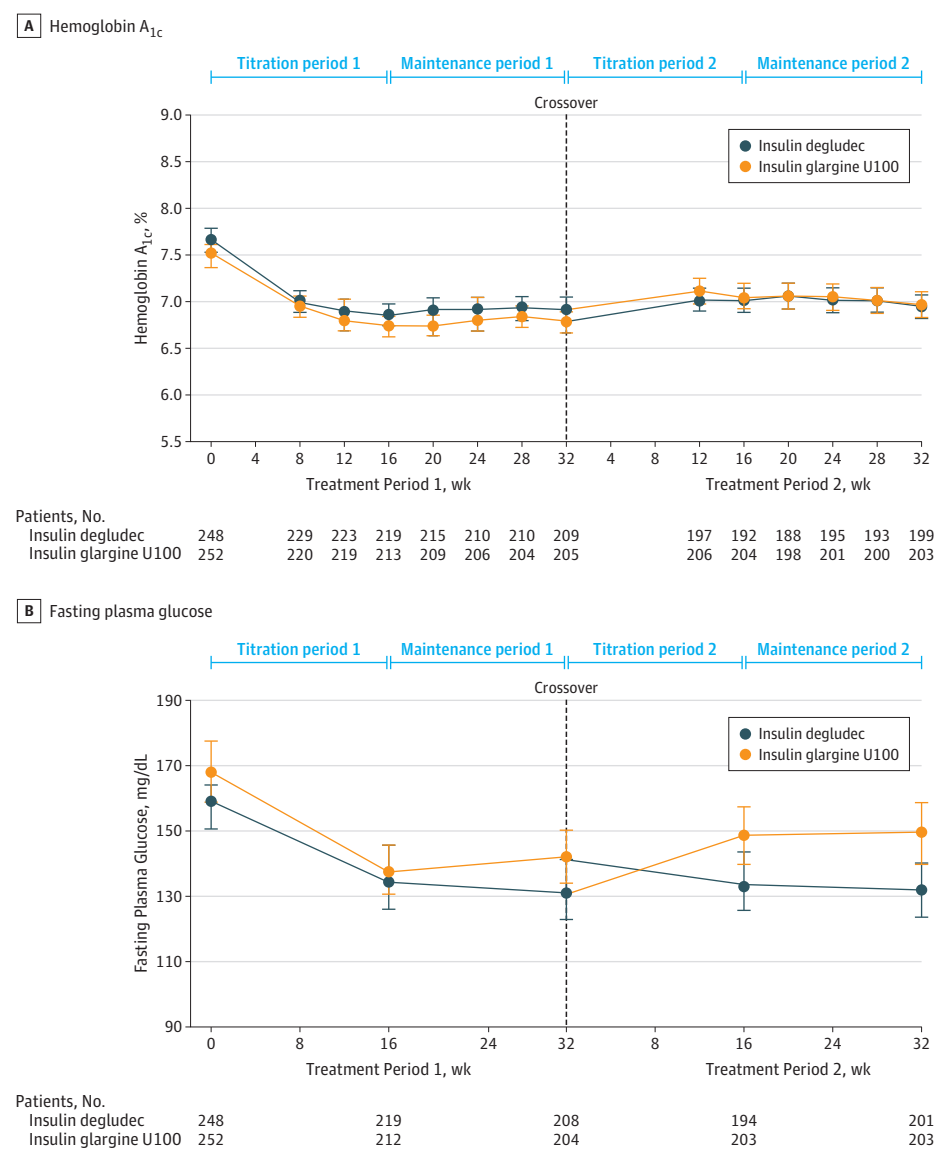 A Hemoglobin A1c
Titration period 1 Maintenance period 1 Titration period 2 Maintenance period 2
Crossover
9.0
8.5
8.0
7.5
7.0
6.5
6.0
5.5
Hemoglobin A1c, %
Insulin degludec
Insulin glargine U100
0 4 8 12 16 20 24 28 32 4 8 12 16 20 24 28 32
Treatment Period 1, wk Treatment Period 2, wk
Patients, No.
Insulin degludec 248 229 223 219 215 210 210 209 197 192 188 195 193 199
Insulin glargine U100 252 220 219 213 209 206 204 205 206 204 198 201 200 203
B Fasting plasma glucose
Titration period 1 Maintenance period 1 Titration period 2 Maintenance period 2
Crossover
190
170
150
130
110
90
Fasting Plasma Glucose, mg/dL
Insulin degludec
Insulin glargine U100
0 8 16 24 32 8 16 24 32
Treatment Period 1, wk Treatment Period 2, wk
Patients, No.
Insulin degludec 248 219 208 194 201
Insulin glargine U100 252 212 204 203 203